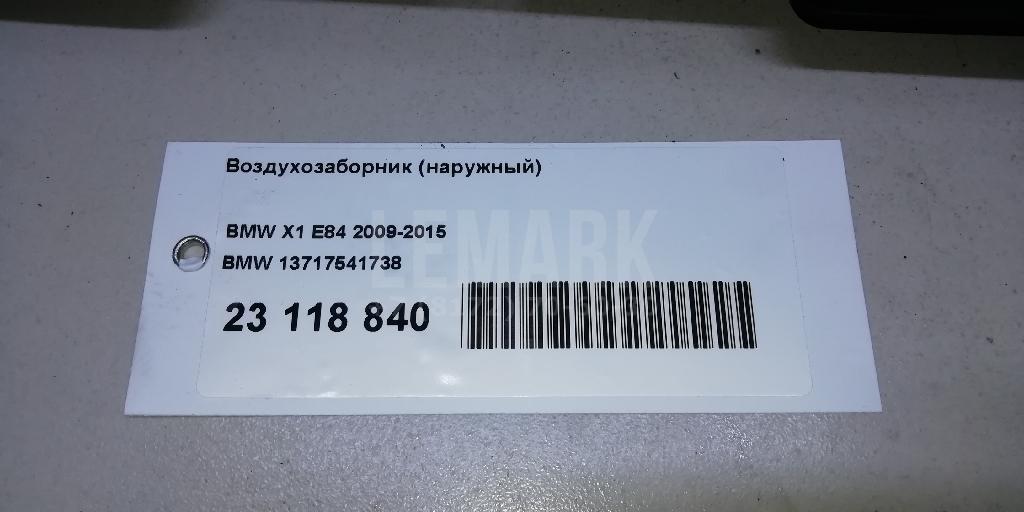 Воздухозаборник (наружный)
BMW X1 E84 2009-2015
BMW 13717541738
23 118 840
LEMARK